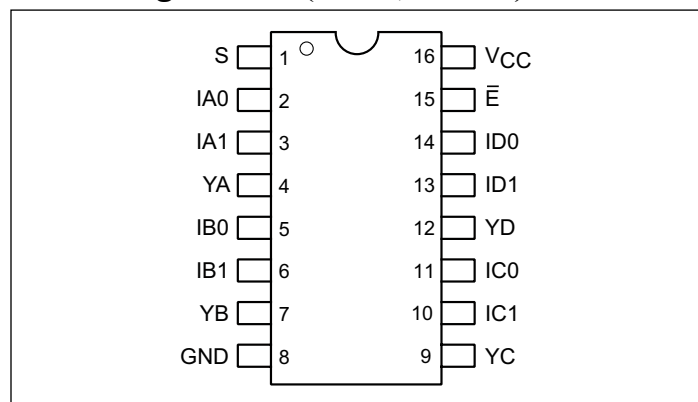 S 1 16 VCC
IA0 2 15 E̅
IA1 3 14 ID0
YA 4 13 ID1
IB0 5 12 YD
IB1 6 11 IC0
YB 7 10 IC1
GND 8 9 YC